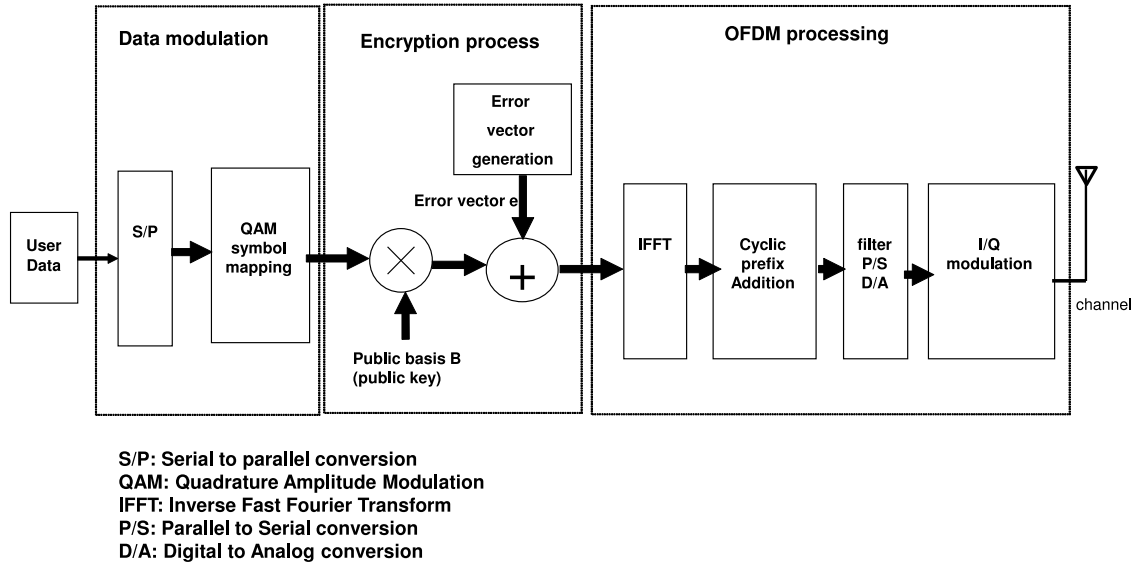 Data modulation
Encryption process
OFDM processing
Error
vector
generation
Error vector e
User
Data
S/P
QAM
symbol
mapping
Public basis B
(public key)
IFFT
Cyclic
prefix
Addition
filter
P/S
D/A
I/Q
modulation
channel
S/P: Serial to parallel conversion
QAM: Quadrature Amplitude Modulation
IFFT: Inverse Fast Fourier Transform
P/S: Parallel to Serial conversion
D/A: Digital to Analog conversion